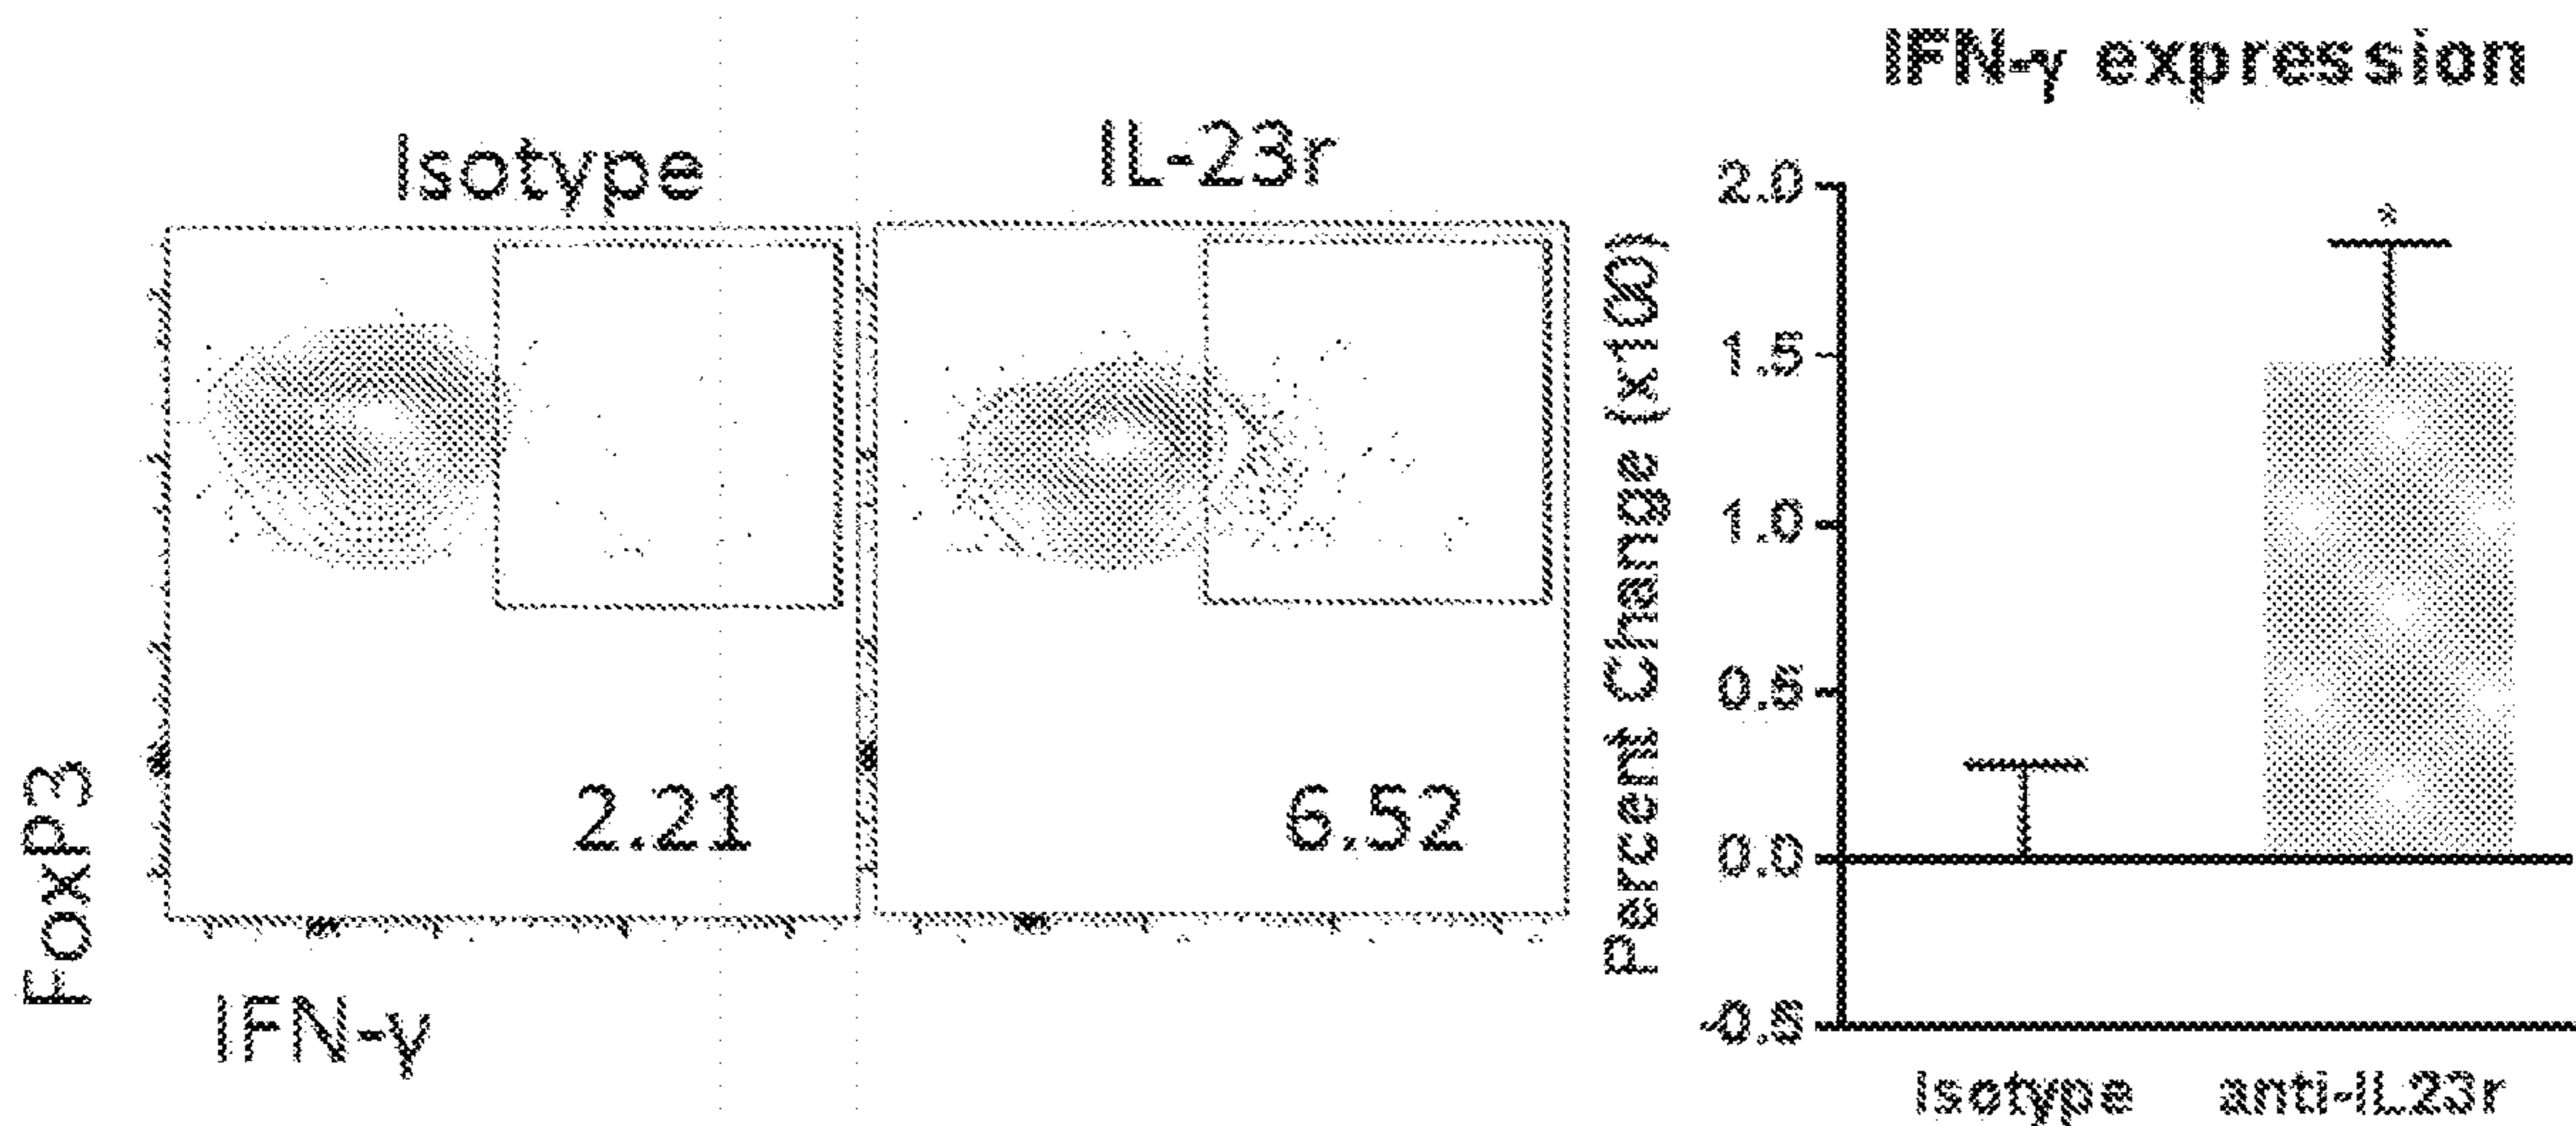 Isotype
IL-23r
2.21
6.52
FoxP3
IFN-γ
IFN-γ expression
Percent Change (x100)
2.0
1.5
1.0
0.5
0.0
-0.5
*
Isotype
anti-IL23r